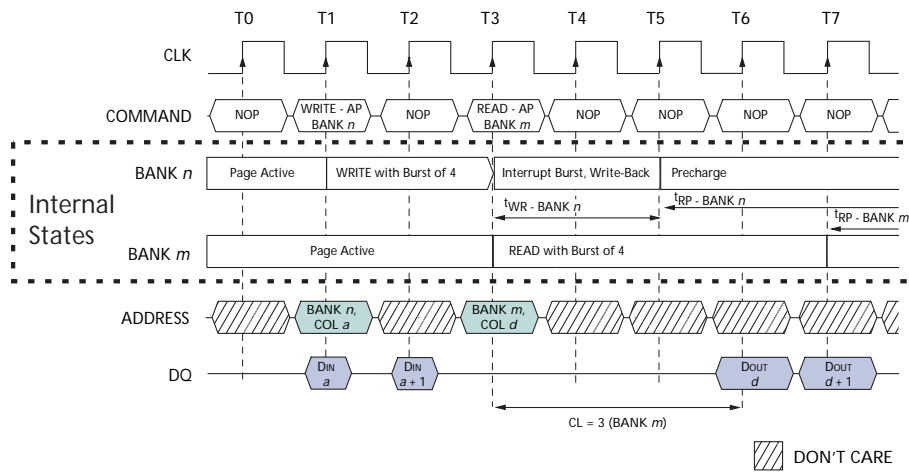 T0 T1 T2 T3 T4 T5 T6 T7
CLK
COMMAND NOP WRITE - AP BANK n NOP READ - AP BANK m NOP NOP NOP NOP
Internal States
BANK n Page Active WRITE with Burst of 4 Interrupt Burst, Write-Back Precharge
tWR - BANK n tRP - BANK n
tRP - BANK m
BANK m Page Active READ with Burst of 4
ADDRESS BANK n, COL a BANK m, COL d
DQ DIN a DIN a + 1 DOUT d DOUT d + 1
CL = 3 (BANK m)
DON'T CARE